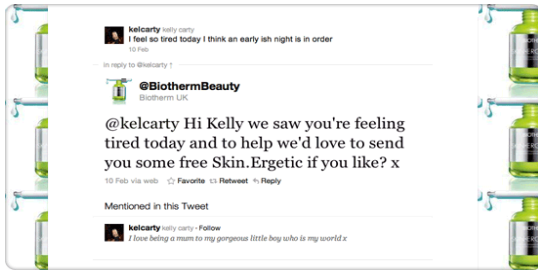 kelcarty kelly carty
I feel so tired today I think an early ish night is in order
10 Feb
in reply to @kelcarty ↑
@BiothermBeauty
Biotherm UK
@kelcarty Hi Kelly we saw you're feeling
tired today and to help we'd love to send
you some free Skin.Ergetic if you like? x
10 Feb via web Favorite Retweet Reply
Mentioned in this Tweet
kelcarty kelly carty · Follow
I love being a mum to my gorgeous little boy who is my world x